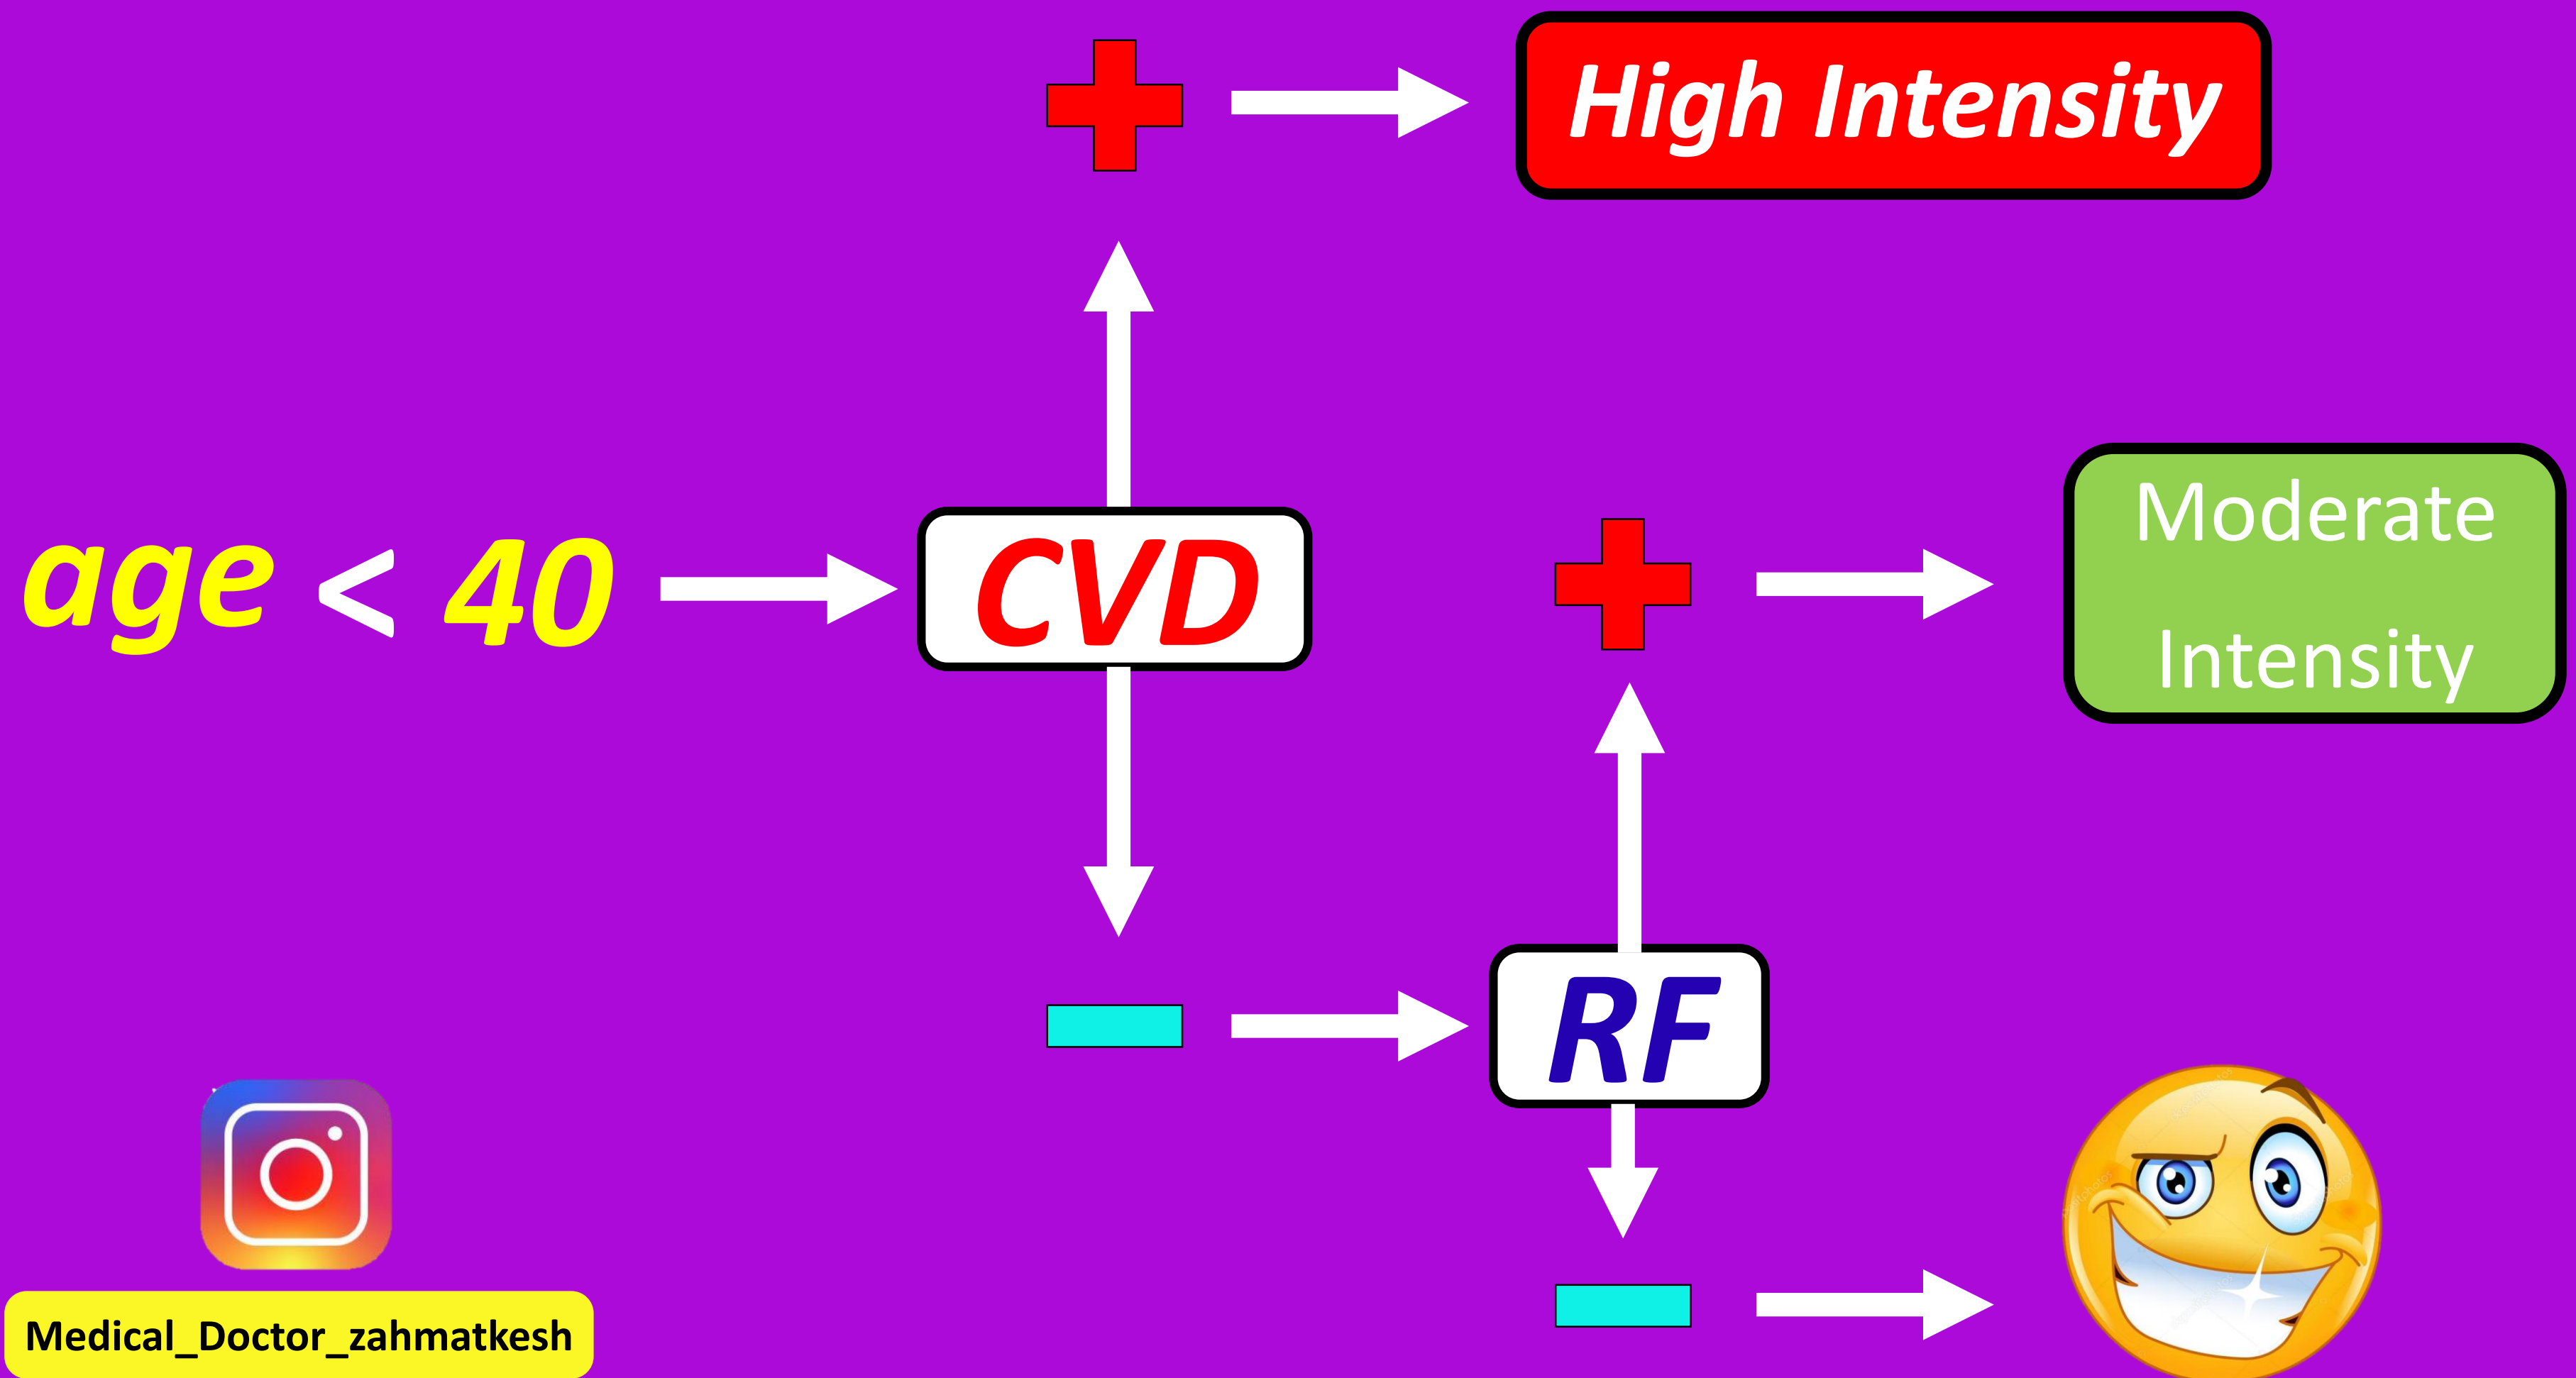 High Intensity
age < 40
CVD
Moderate
Intensity
RF
Medical_Doctor_zahmatkesh